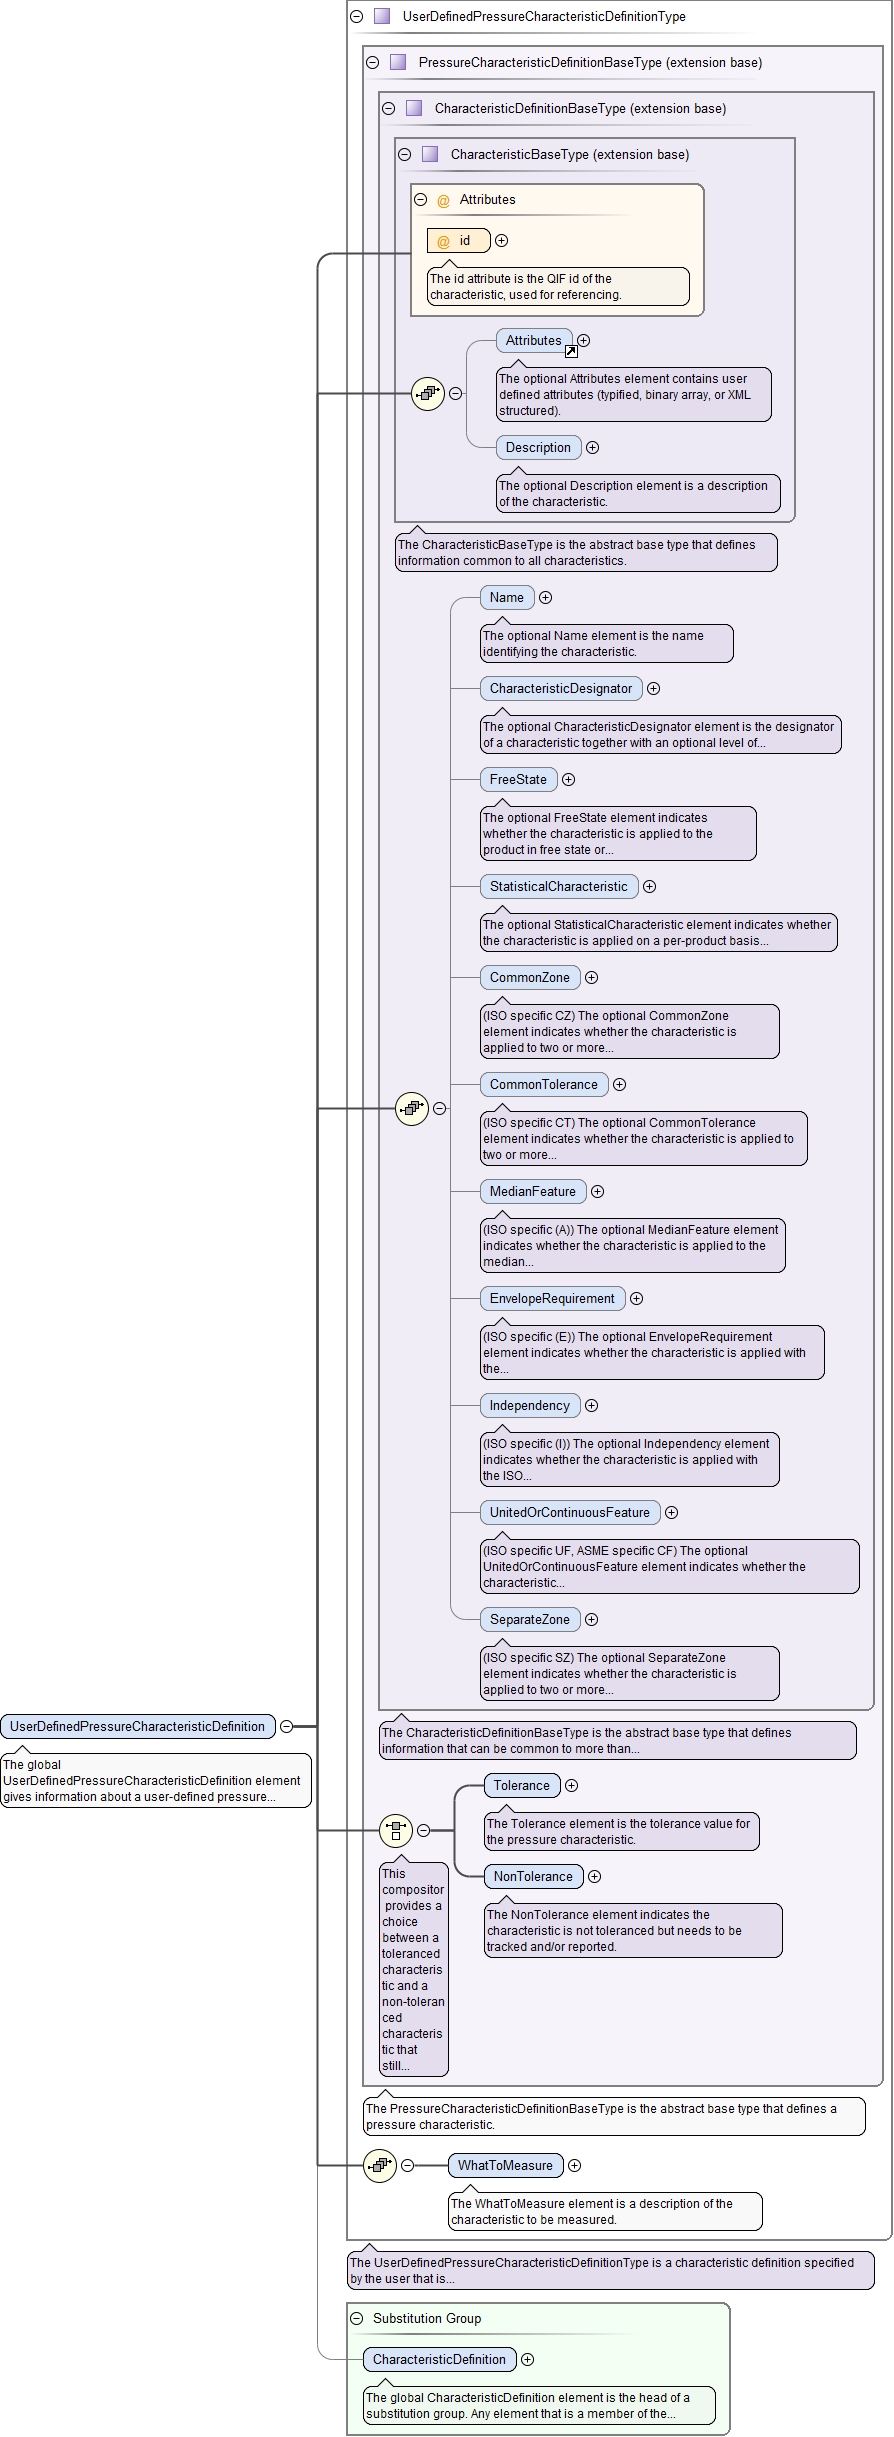 UserDefinedPressureCharacteristicDefinitionType
PressureCharacteristicDefinitionBaseType (extension base)
CharacteristicDefinitionBaseType (extension base)
CharacteristicBaseType (extension base)
@ Attributes
@ id
The id attribute is the QIF id of the
characteristic, used for referencing.
Attributes
The optional Attributes element contains user
defined attributes (typified, binary array, or XML
structured).
Description
The optional Description element is a description
of the characteristic.
The CharacteristicBaseType is the abstract base type that defines
information common to all characteristics.
Name
The optional Name element is the name
identifying the characteristic.
CharacteristicDesignator
The optional CharacteristicDesignator element is the designator
of a characteristic together with an optional level of...
FreeState
The optional FreeState element indicates
whether the characteristic is applied to the
product in free state or...
StatisticalCharacteristic
The optional StatisticalCharacteristic element indicates whether
the characteristic is applied on a per-product basis...
CommonZone
(ISO specific CZ) The optional CommonZone
element indicates whether the characteristic is
applied to two or more...
CommonTolerance
(ISO specific CT) The optional CommonTolerance
element indicates whether the characteristic is applied to
two or more...
MedianFeature
(ISO specific (A)) The optional MedianFeature element
indicates whether the characteristic is applied to the
median...
EnvelopeRequirement
(ISO specific (E)) The optional EnvelopeRequirement
element indicates whether the characteristic is applied with
the...
Independency
(ISO specific (I)) The optional Independency element
indicates whether the characteristic is applied with
the ISO...
UnitedOrContinuousFeature
(ISO specific UF, ASME specific CF) The optional
UnitedOrContinuousFeature element indicates whether the
characteristic...
SeparateZone
(ISO specific SZ) The optional SeparateZone
element indicates whether the characteristic is
applied to two or more...
The CharacteristicDefinitionBaseType is the abstract base type that defines
information that can be common to more than...
UserDefinedPressureCharacteristicDefinition
The global
UserDefinedPressureCharacteristicDefinition element
gives information about a user-defined pressure...
Tolerance
The Tolerance element is the tolerance value for
the pressure characteristic.
NonTolerance
The NonTolerance element indicates the
characteristic is not toleranced but needs to be
tracked and/or reported.
This
compositor
provides a
choice
between a
toleranced
characteris
tic and a
non-toleran
ced
characteris
tic that
still...
The PressureCharacteristicDefinitionBaseType is the abstract base type that defines a
pressure characteristic.
WhatToMeasure
The WhatToMeasure element is a description of the
characteristic to be measured.
The UserDefinedPressureCharacteristicDefinitionType is a characteristic definition specified
by the user that is...
Substitution Group
CharacteristicDefinition
The global CharacteristicDefinition element is the head of a
substitution group. Any element that is a member of the...